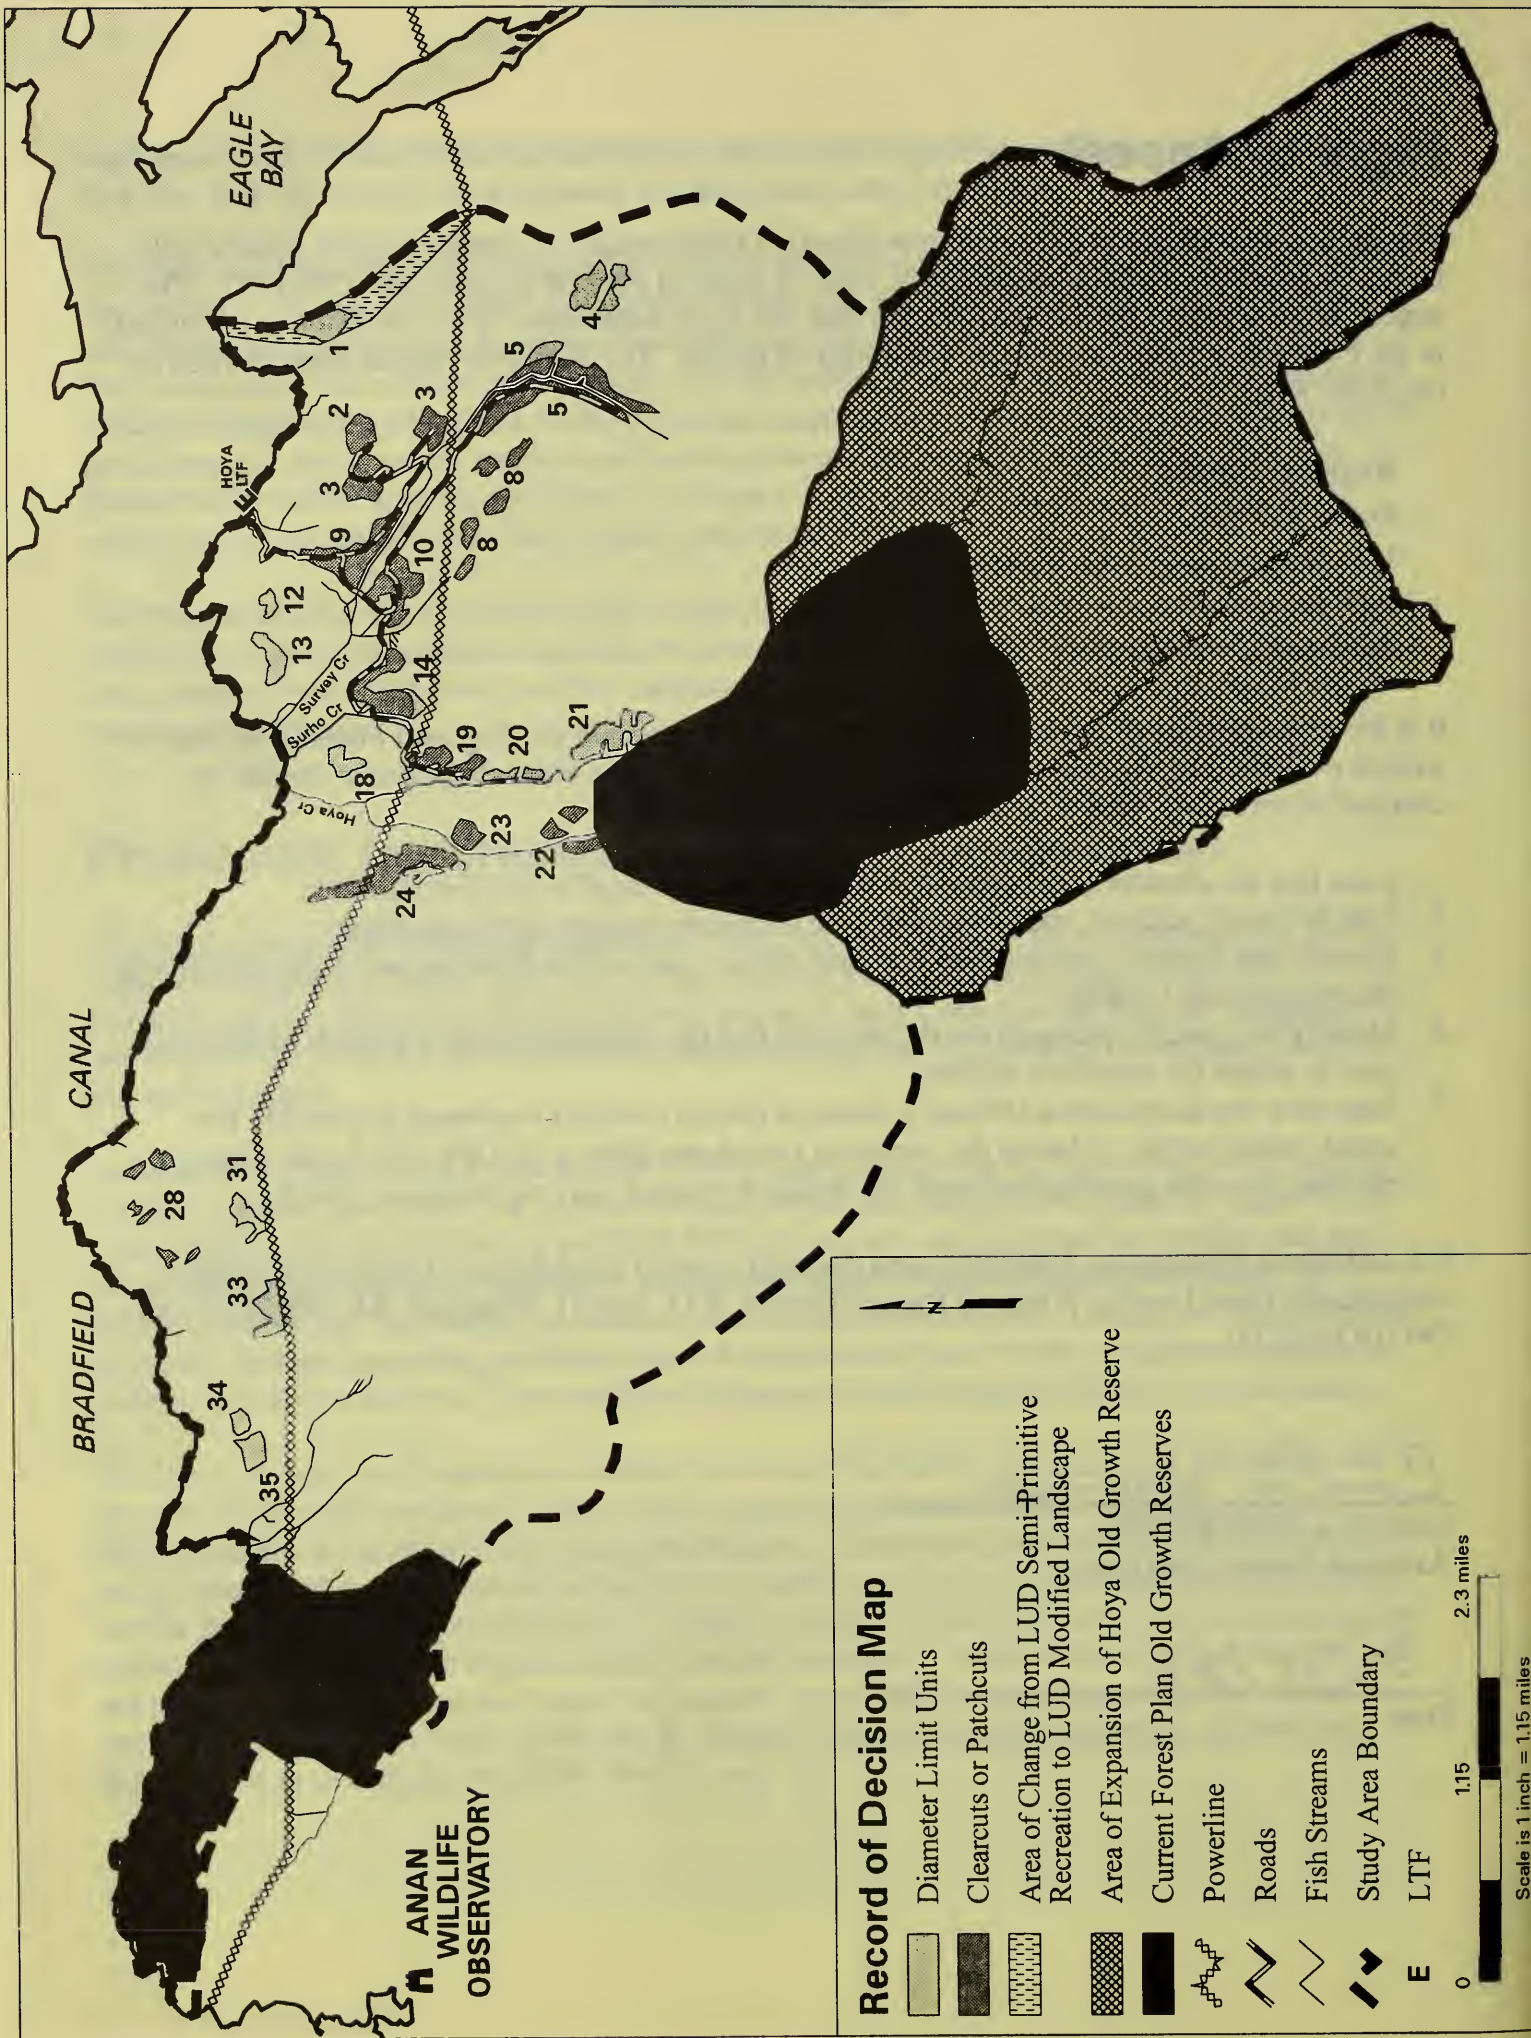 BRADFIELD
CANAL
EAGLE
BAY
HOYA
LTF
1
2
3
3
4
5
5
8
8
9
10
12
13
14
Survey Cr
Surho Cr
18
19
20
21
Hoya Cr
22
23
24
28
31
33
34
35
ANAN
WILDLIFE
OBSERVATORY
Record of Decision Map
Diameter Limit Units
Clearcuts or Patchcuts
Area of Change from LUD Semi-Primitive
Recreation to LUD Modified Landscape
Area of Expansion of Hoya Old Growth Reserve
Current Forest Plan Old Growth Reserves
Powerline
Roads
Fish Streams
Study Area Boundary
E LTF
N
0 1.15 2.3 miles
Scale is 1 inch = 1.15 miles